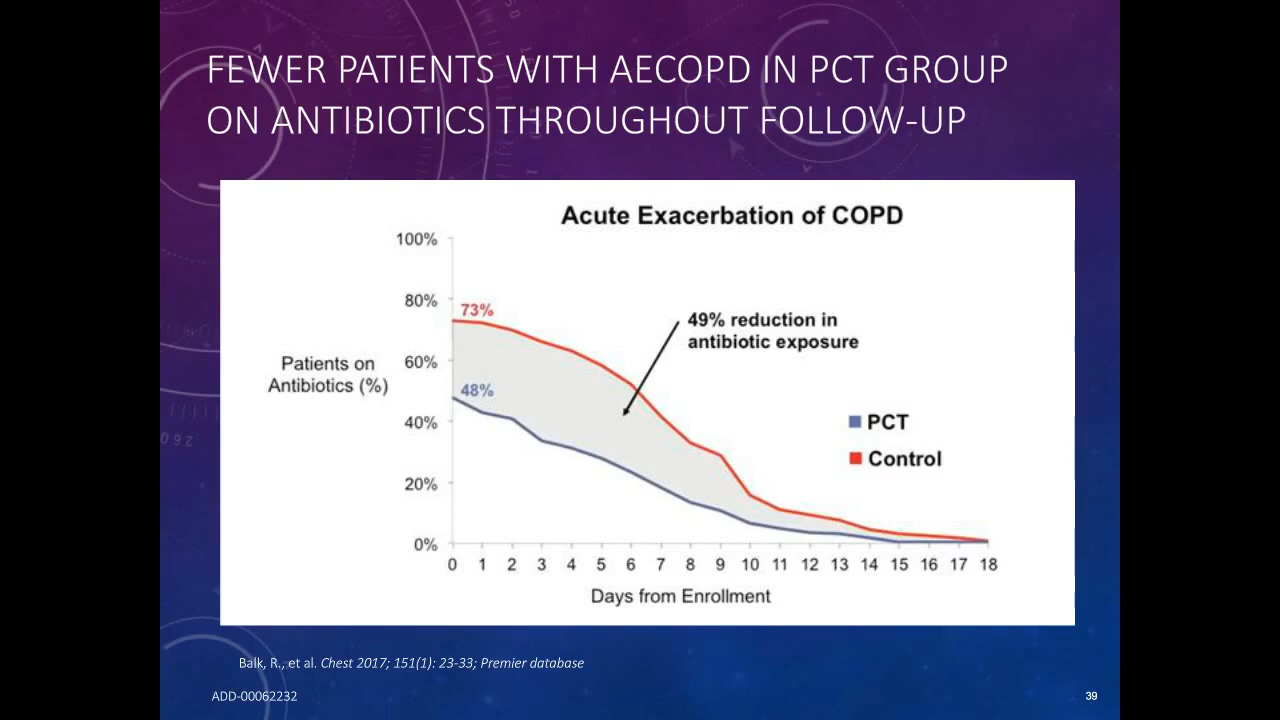 FEWER PATIENTS WITH AECOPD IN PCT GROUP
ON ANTIBIOTICS THROUGHOUT FOLLOW-UP
Acute Exacerbation of COPD
100%
80%
60%
40%
20%
0%
Patients on
Antibiotics (%)
73%
48%
49% reduction in
antibiotic exposure
PCT
Control
0 1 2 3 4 5 6 7 8 9 10 11 12 13 14 15 16 17 18
Days from Enrollment
Balk, R., et al. Chest 2017; 151(1): 23-33; Premier database
ADD-00062232
39